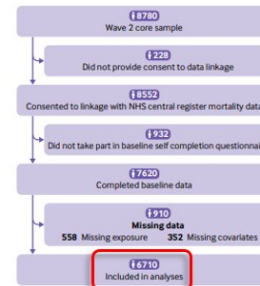 8780
Wave 2 core sample
228
Did not provide consent to data linkage
8552
Consented to linkage with NHS central register mortality data
932
Did not take part in baseline self completion questionnai
7620
Completed baseline data
910
Missing data
558 Missing exposure 352 Missing covariates
6710
Included in analyses